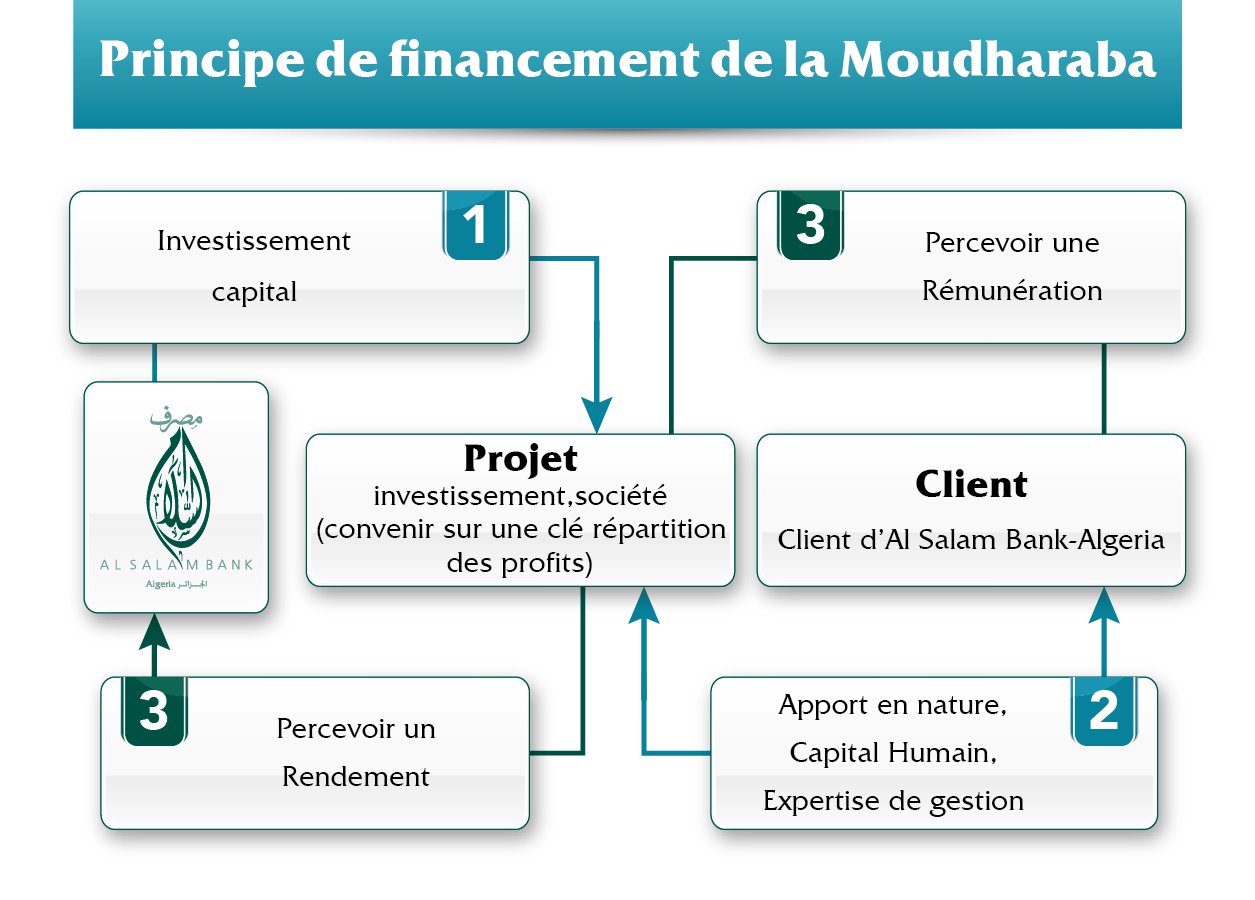 Principe de financement de la Moudharaba
1
Investissement
capital
3
Percevoir une
Rémunération
مصرف
السلام
AL SALAM BANK
Algeria الجزائر
Projet
investissement,société
(convenir sur une clé répartition
des profits)
Client
Client d’Al Salam Bank-Algeria
3
Percevoir un
Rendement
2
Apport en nature,
Capital Humain,
Expertise de gestion